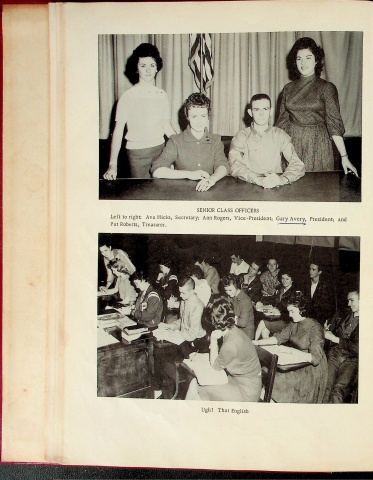 SENIOR CLASS OFFICERS
Left to right: Ava Hicks, Secretary; Ann Rogers, Vice-President; Gary Avery, President; and
Pat Roberts, Treasurer.
Ugh! That English